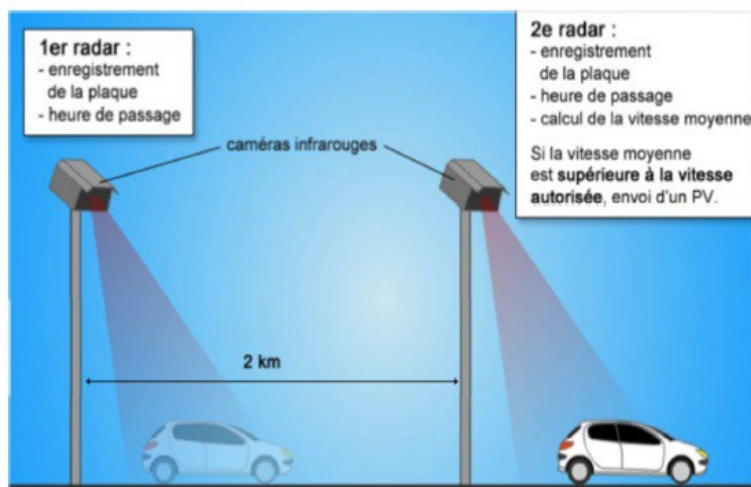 1er radar :
- enregistrement
de la plaque
- heure de passage
2e radar :
- enregistrement
de la plaque
- heure de passage
- calcul de la vitesse moyenne
Si la vitesse moyenne
est supérieure à la vitesse
autorisée, envoi d'un PV.
caméras infrarouges
2 km